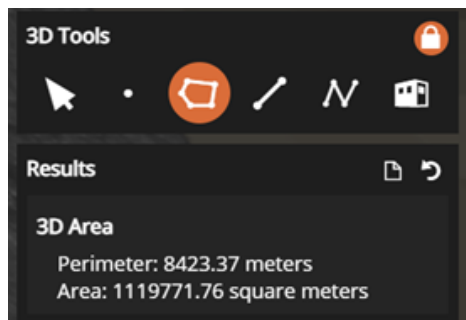 3D Tools
Results
3D Area
Perimeter: 8423.37 meters
Area: 1119771.76 square meters